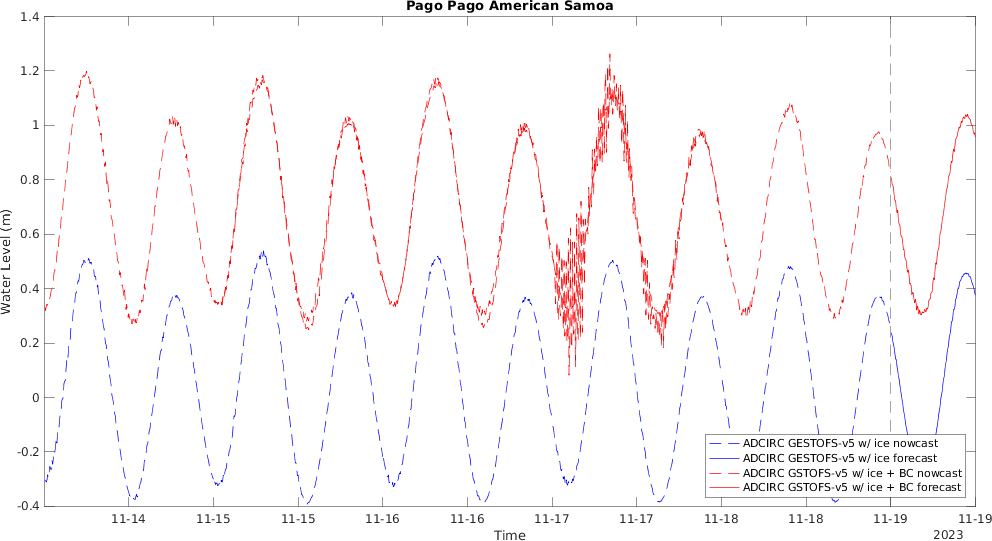 Pago Pago American Samoa
1.4
1.2
1
0.8
0.6
0.4
0.2
0
-0.2
-0.4
Water Level (m)
ADCIRC GESTOFS-v5 w/ ice nowcast
ADCIRC GESTOFS-v5 w/ ice forecast
ADCIRC GSTOFS-v5 w/ ice + BC nowcast
ADCIRC GSTOFS-v5 w/ ice + BC forecast
11-14 11-15 11-15 11-16 11-16 11-17 11-17 11-18 11-18 11-19 11-19
Time
2023